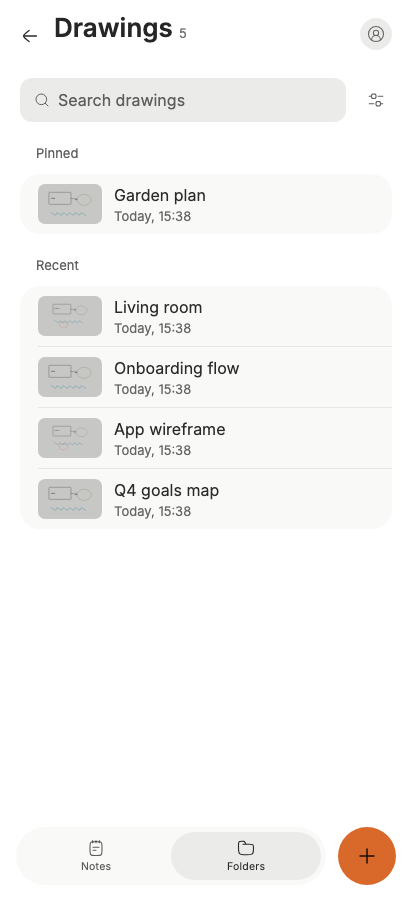 Drawings 5
Search drawings
Pinned
Garden plan
Today, 15:38
Recent
Living room
Today, 15:38
Onboarding flow
Today, 15:38
App wireframe
Today, 15:38
Q4 goals map
Today, 15:38
Notes
Folders